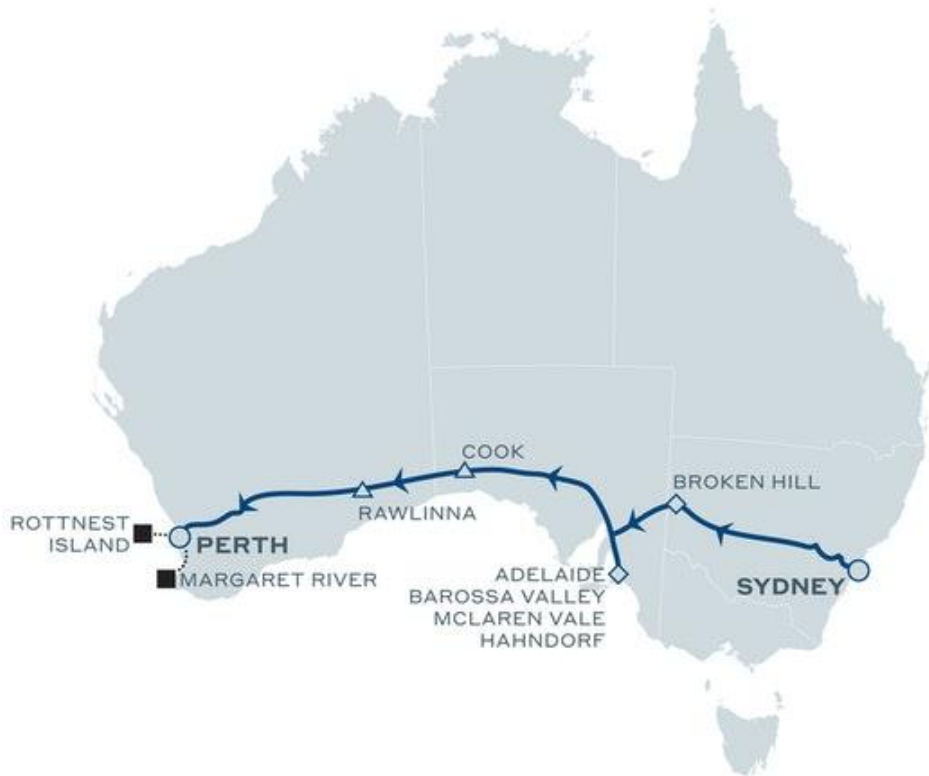 COOK
BROKEN HILL
RAWLINNA
ROTTNEST
ISLAND
PERTH
MARGARET RIVER
ADELAIDE
BAROSSA VALLEY
MCLAREN VALE
HAHNDORF
SYDNEY